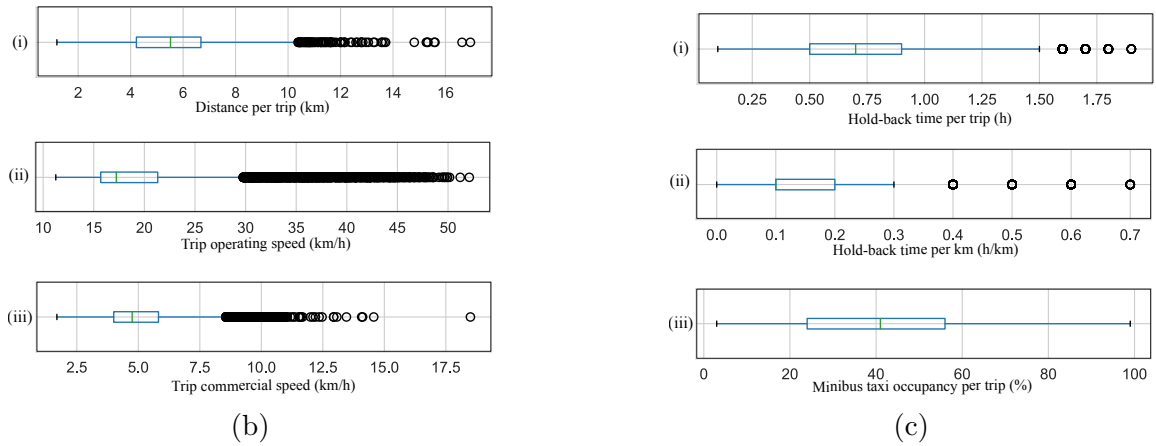 (i)
2 4 6 8 10 12 14 16
Distance per trip (km)
(ii)
10 15 20 25 30 35 40 45 50
Trip operating speed (km/h)
(iii)
2.5 5.0 7.5 10.0 12.5 15.0 17.5
Trip commercial speed (km/h)
(b)
(i)
0.25 0.50 0.75 1.00 1.25 1.50 1.75
Hold-back time per trip (h)
(ii)
0.0 0.1 0.2 0.3 0.4 0.5 0.6 0.7
Hold-back time per km (h/km)
(iii)
0 20 40 60 80 100
Minibus taxi occupancy per trip (%)
(c)